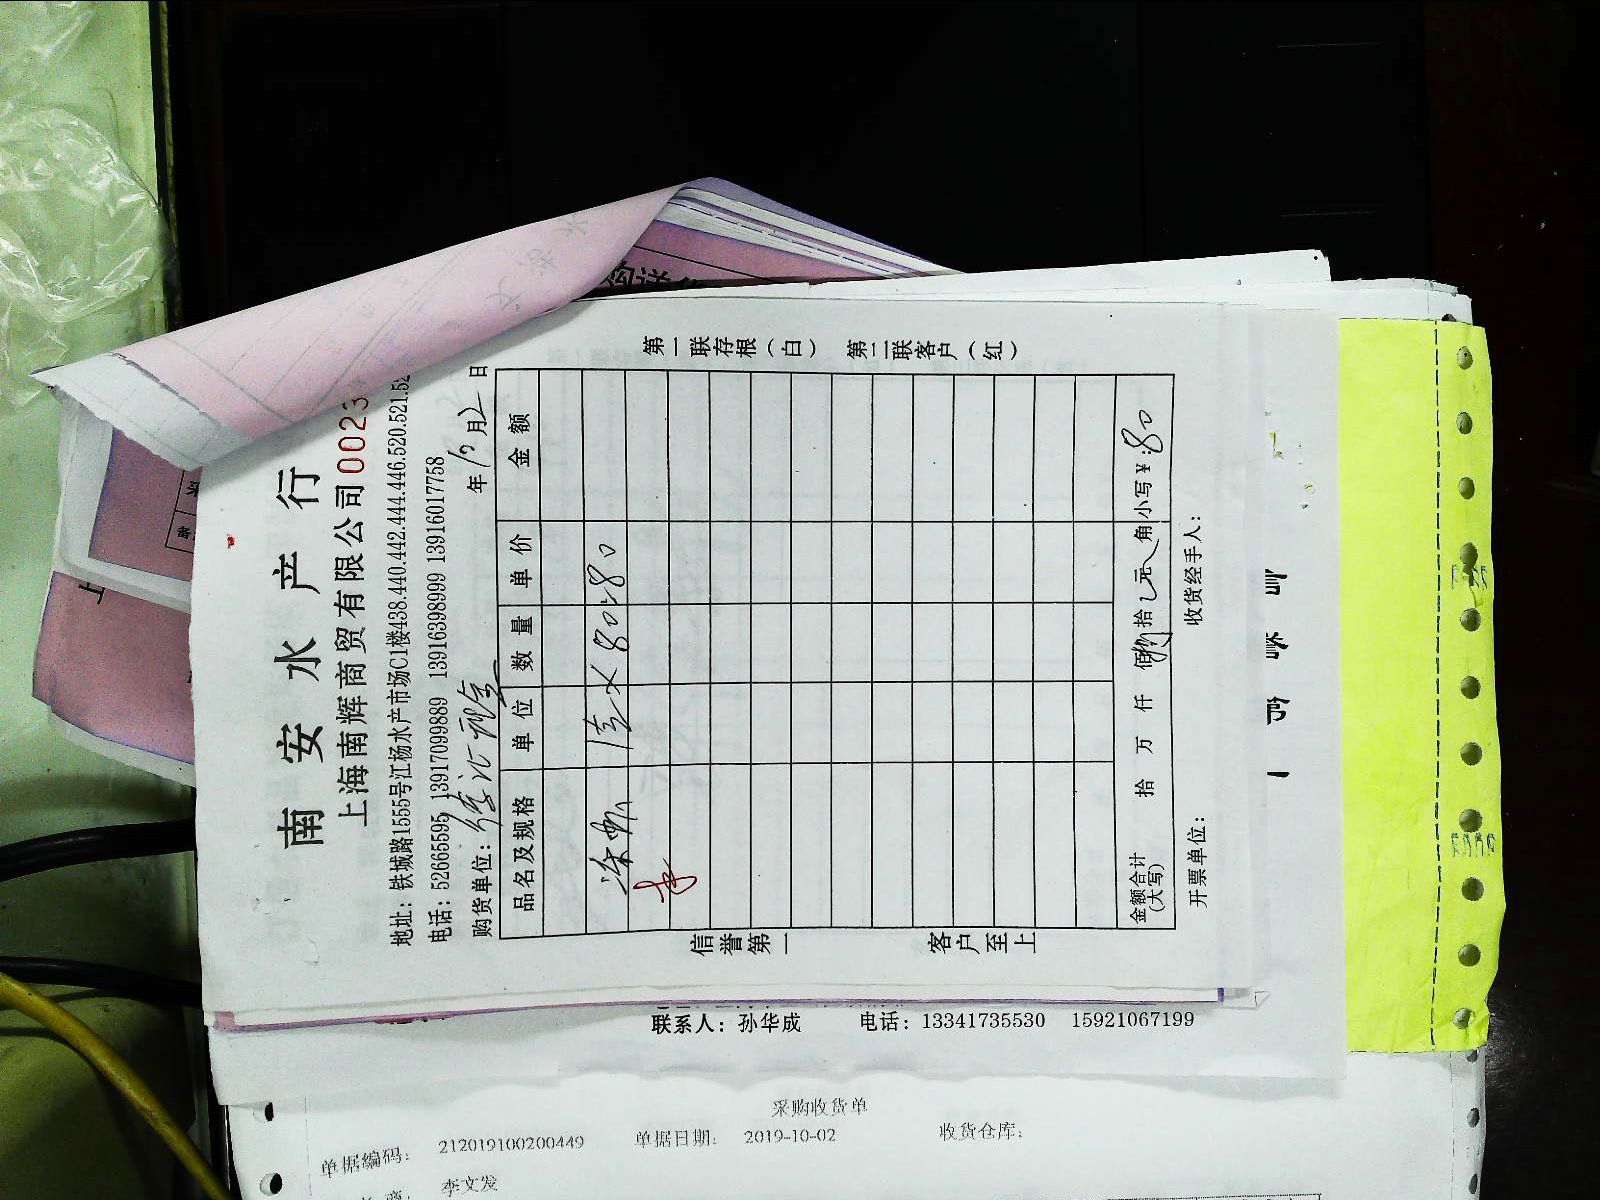 南安水产行
上海南辉商贸有限公司 0023
地址：铁城路1555号江杨水产市场C1楼438.440.442.444.446.520.521.52
电话：52665595 13917099889 13916398999 13916017758
购货单位： 年10月2日
品名及规格 单位 数量 单价 金额
80:80
金额合计(大写) 拾 万 仟 佰捌拾 元 角 小写¥:80
开票单位： 收货经手人：
信誉第一 客户至上
第一联存根（白） 第二联客户（红）
联系人：孙华成 电话：13341735530 15921067199
采购收货单
单据编码： 212019100200449 单据日期： 2019-10-02 收货仓库：
李文发